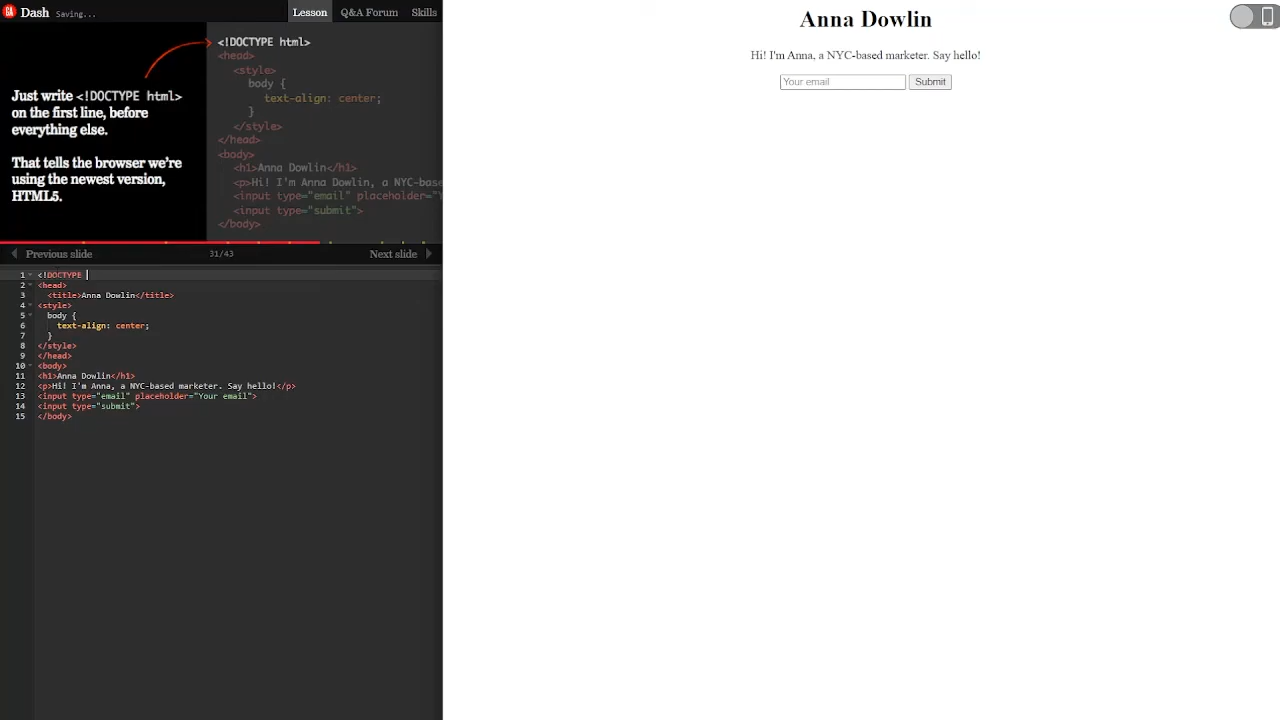 GA Dash Saving...
Lesson Q&A Forum Skills
Just write <!DOCTYPE html>
on the first line, before
everything else.
That tells the browser we're
using the newest version,
HTML5.
<!DOCTYPE html>
<head>
<style>
body {
text-align: center;
}
</style>
</head>
<body>
<h1>Anna Dowlin</h1>
<p>Hi! I'm Anna Dowlin, a NYC-base
<input type="email" placeholder="Y
<input type="submit">
</body>
Previous slide 31/43 Next slide
1 <!DOCTYPE
2 <head>
3 <title>Anna Dowlin</title>
4 <style>
5 body {
6 text-align: center;
7 }
8 </style>
9 </head>
10 <body>
11 <h1>Anna Dowlin</h1>
12 <p>Hi! I'm Anna, a NYC-based marketer. Say hello!</p>
13 <input type="email" placeholder="Your email">
14 <input type="submit">
15 </body>
Anna Dowlin
Hi! I'm Anna, a NYC-based marketer. Say hello!
Your email Submit